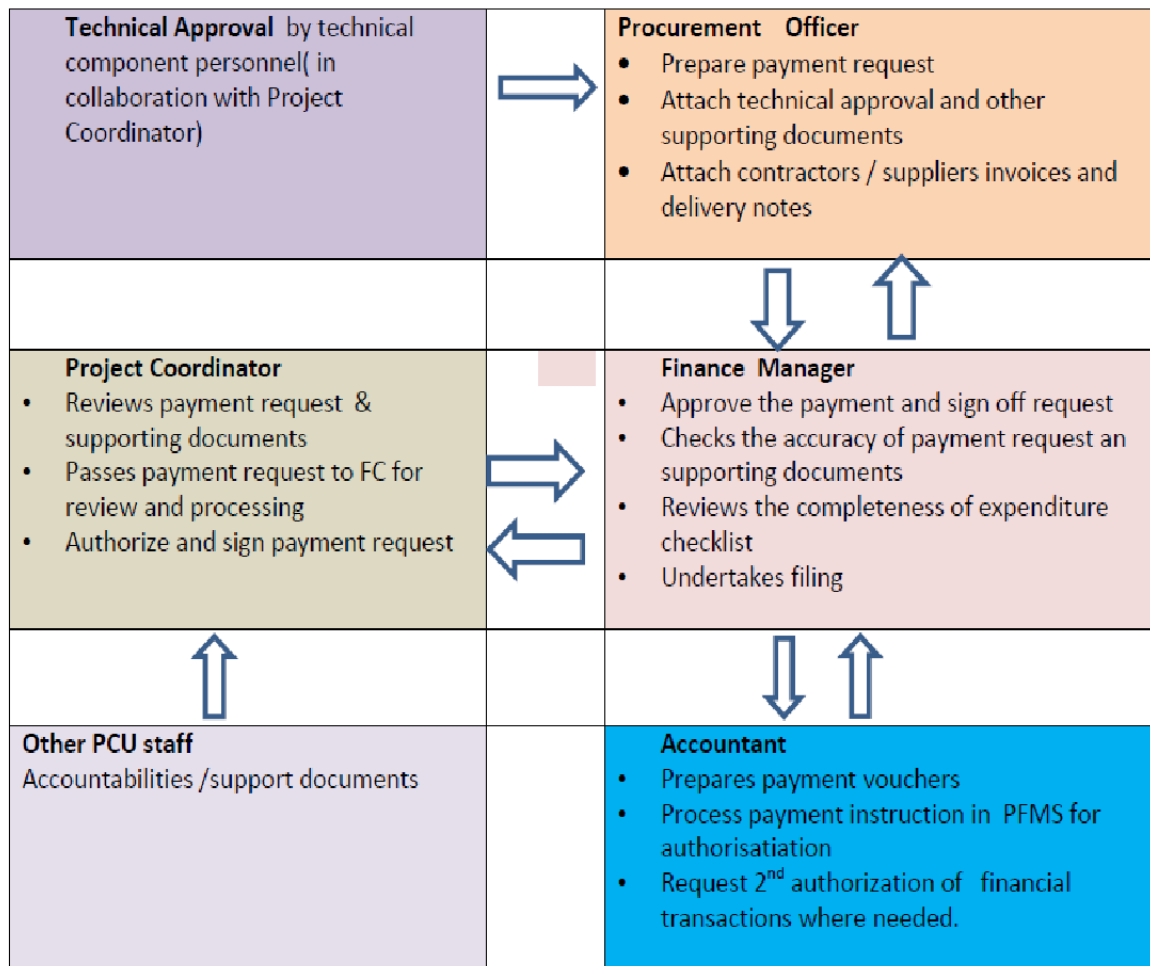 Technical Approval by technical
component personnel( in
collaboration with Project
Coordinator)
Procurement Officer
• Prepare payment request
• Attach technical approval and other
supporting documents
• Attach contractors / suppliers invoices and
delivery notes
Project Coordinator
• Reviews payment request &
supporting documents
• Passes payment request to FC for
review and processing
• Authorize and sign payment request
Finance Manager
• Approve the payment and sign off request
• Checks the accuracy of payment request an
supporting documents
• Reviews the completeness of expenditure
checklist
• Undertakes filing
Other PCU staff
Accountabilities /support documents
Accountant
• Prepares payment vouchers
• Process payment instruction in PFMS for
authorisatiation
• Request 2nd authorization of financial
transactions where needed.